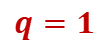 q = 1